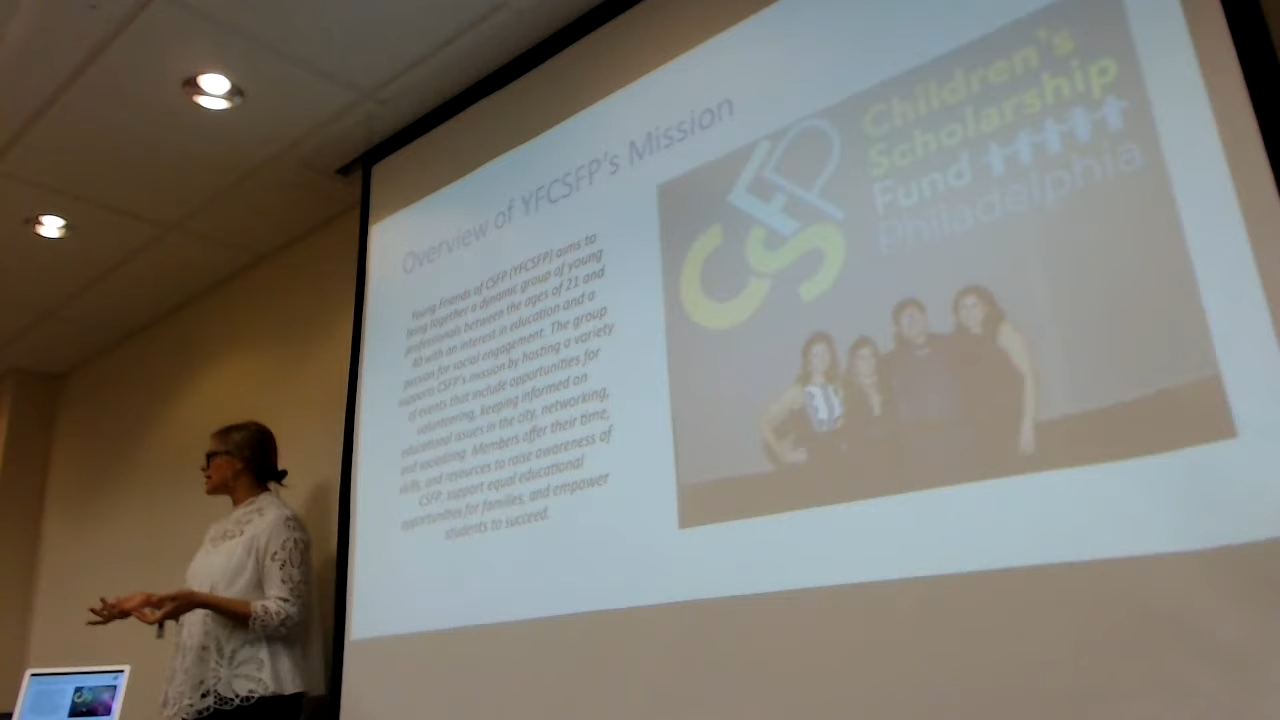 Overview of YFCSFP's Mission
Young Friends of CSFP (YFCSFP) aims to
bring together a dynamic group of young
professionals between the ages of 21 and
40 with an interest in education and a
passion for social engagement. The group
supports CSFP's mission by hosting a variety
of events that include opportunities for
volunteering, keeping informed on
educational issues in the city, networking,
and socializing. Members offer their time,
skills, and resources to raise awareness of
CSFP, support equal educational
opportunities for families, and empower
students to succeed.
CSFP
Children's
Scholarship
Fund
Philadelphia